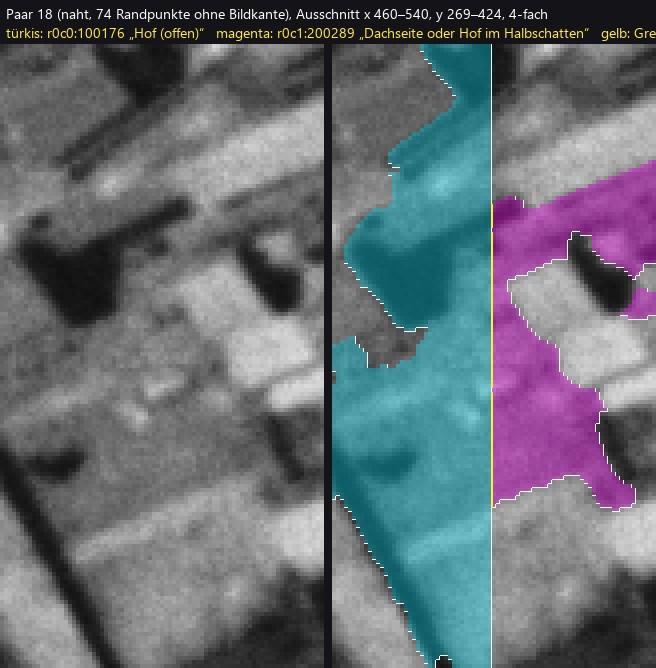 Paar 18 (naht, 74 Randpunkte ohne Bildkante), Ausschnitt x 460–540, y 269–424, 4-fach
türkis: r0c0:100176 „Hof (offen)“ magenta: r0c1:200289 „Dachseite oder Hof im Halbschatten“ gelb: Gre